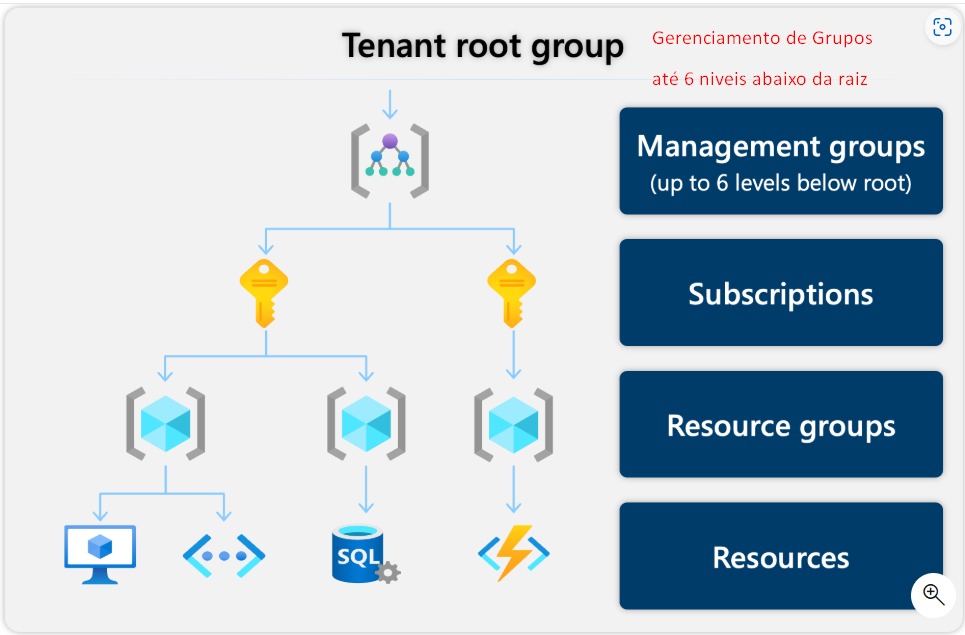 Tenant root group
Gerenciamento de Grupos
até 6 niveis abaixo da raiz
Management groups
(up to 6 levels below root)
Subscriptions
Resource groups
SQL
Resources